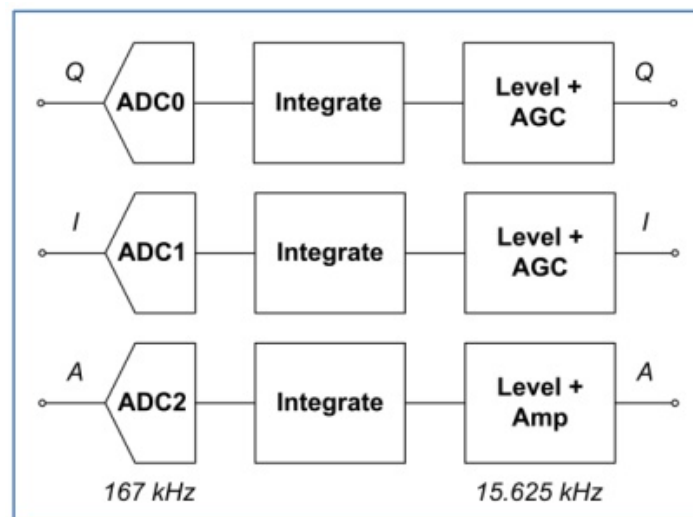 Q
ADC0
Integrate
Level +
AGC
Q
I
ADC1
Integrate
Level +
AGC
I
A
ADC2
Integrate
Level +
Amp
A
167 kHz
15.625 kHz